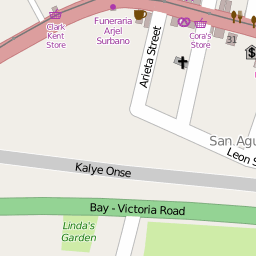 Funeraria
Arjel
Surbano
Clark
Kent
Store
Cora's
Store
31
Arleta Street
San Agu
Leon S
Kalye Onse
Bay - Victoria Road
Linda's
Garden